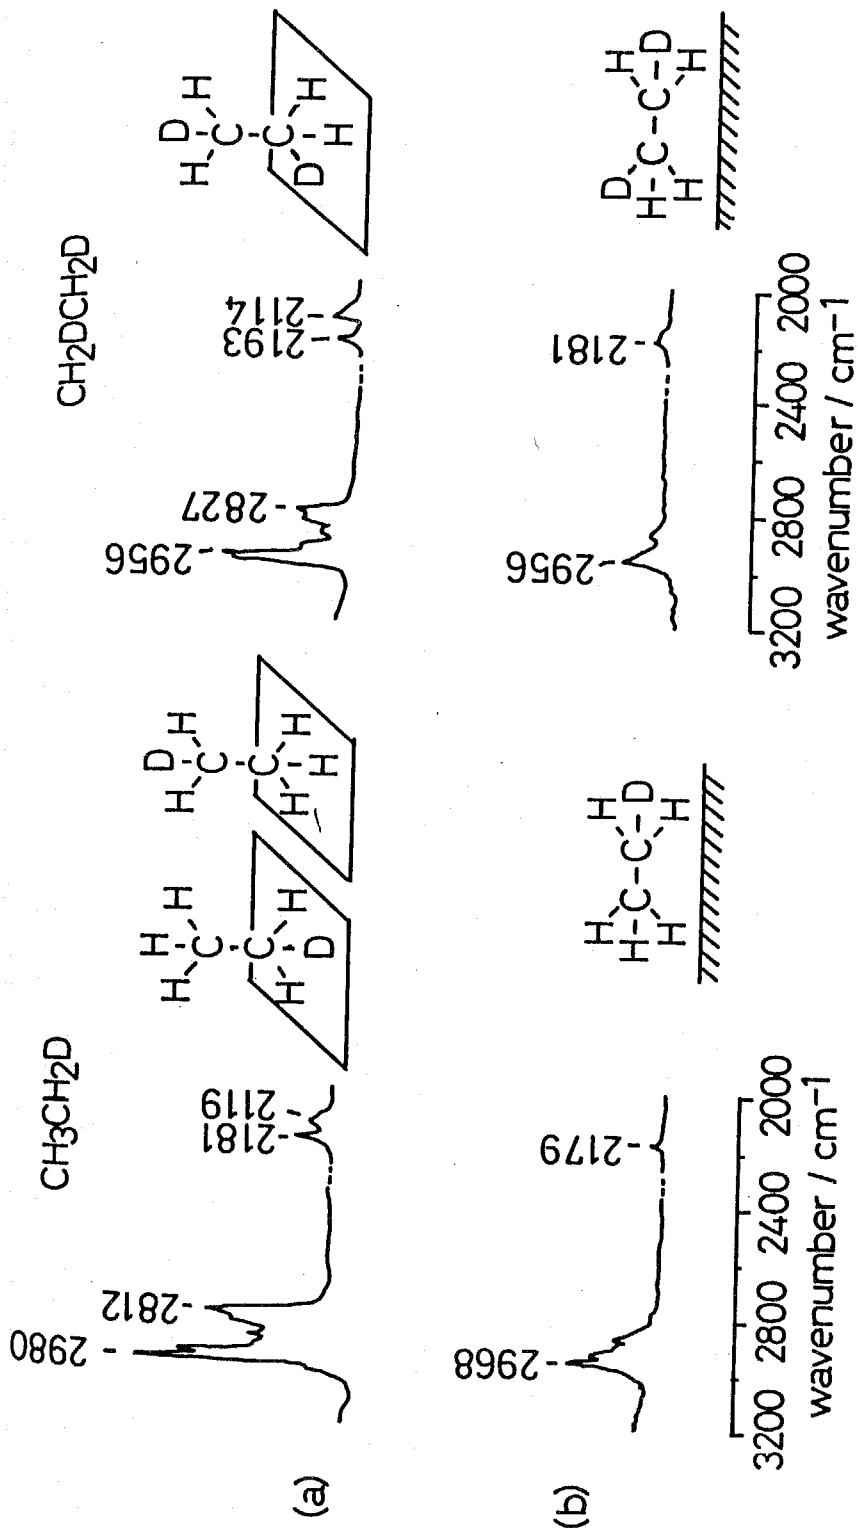 CH₃CH₂D
CH₂DCH₂D
(a)
2980
2812
2181
2119
H H H
C
C
H D H
H D H
C
C
H H H
2956
2827
2193
2114
H D H
C
C
D H H
(b)
2968
2179
H H
H C C D
H H
2956
2181
D H
H C C D
H H
3200 2800 2400 2000
wavenumber / cm⁻¹
3200 2800 2400 2000
wavenumber / cm⁻¹